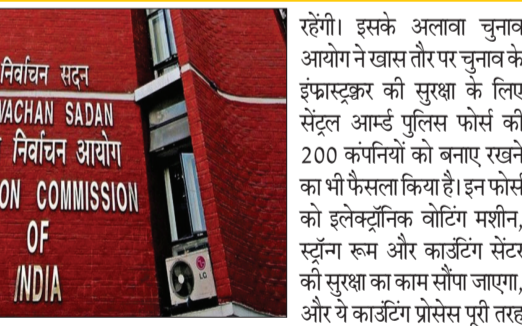 निर्वाचन सदन
VACHAN SADAN
निर्वाचन आयोग
ON COMMISSION
OF
INDIA
LG
रहेंगी। इसके अलावा चुनाव
आयोग ने खास तौर पर चुनाव के
इंफ्रास्ट्रक्चर की सुरक्षा के लिए
सेंट्रल आर्म्ड पुलिस फोर्स की
200 कंपनियों को बनाए रखने
का भी फैसला किया है। इन फोर्स
को इलेक्ट्रॉनिक वोटिंग मशीन,
स्ट्रॉन्ग रूम और काउंटिंग सेंटर
की सुरक्षा का काम सौंपा जाएगा,
और ये काउंटिंग प्रोसेस पूरी तरह